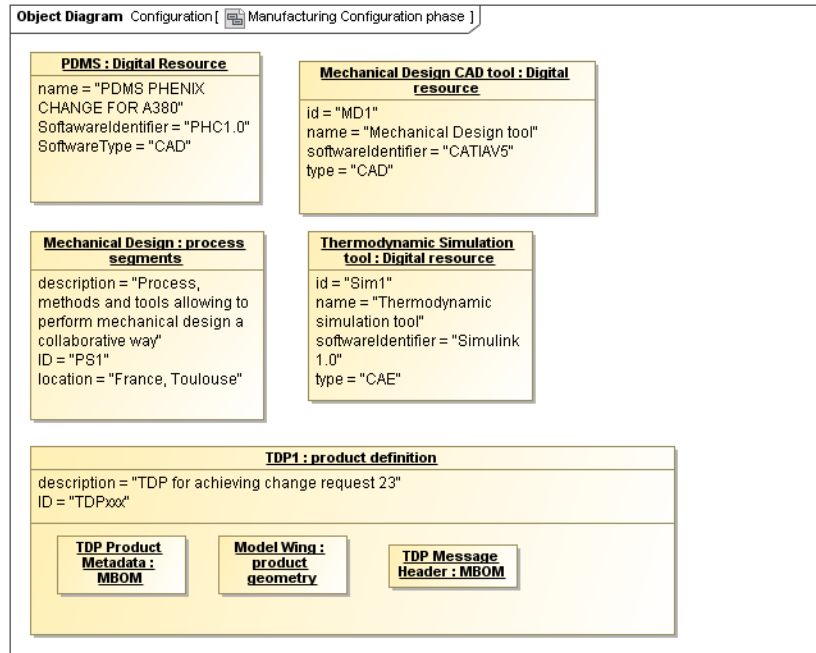 Object Diagram Configuration[ Manufacturing Configuration phase ]
PDMS : Digital Resource
name = "PDMS PHENIX
CHANGE FOR A380"
SoftawareIdentifier = "PHC1.0"
SoftwareType = "CAD"
Mechanical Design CAD tool : Digital
resource
id = "MD1"
name = "Mechanical Design tool"
softwareIdentifier = "CATIAV5"
type = "CAD"
Mechanical Design : process
segments
description = "Process,
methods and tools allowing to
perform mechanical design a
collaborative way"
ID = "PS1"
location = "France, Toulouse"
Thermodynamic Simulation
tool : Digital resource
id = "Sim1"
name = "Thermodynamic
simulation tool"
softwareIdentifier = "Simulink
1.0"
type = "CAE"
TDP1 : product definition
description = "TDP for achieving change request 23"
ID = "TDPxxx"
TDP Product
Metadata :
MBOM
Model Wing :
product
geometry
TDP Message
Header : MBOM